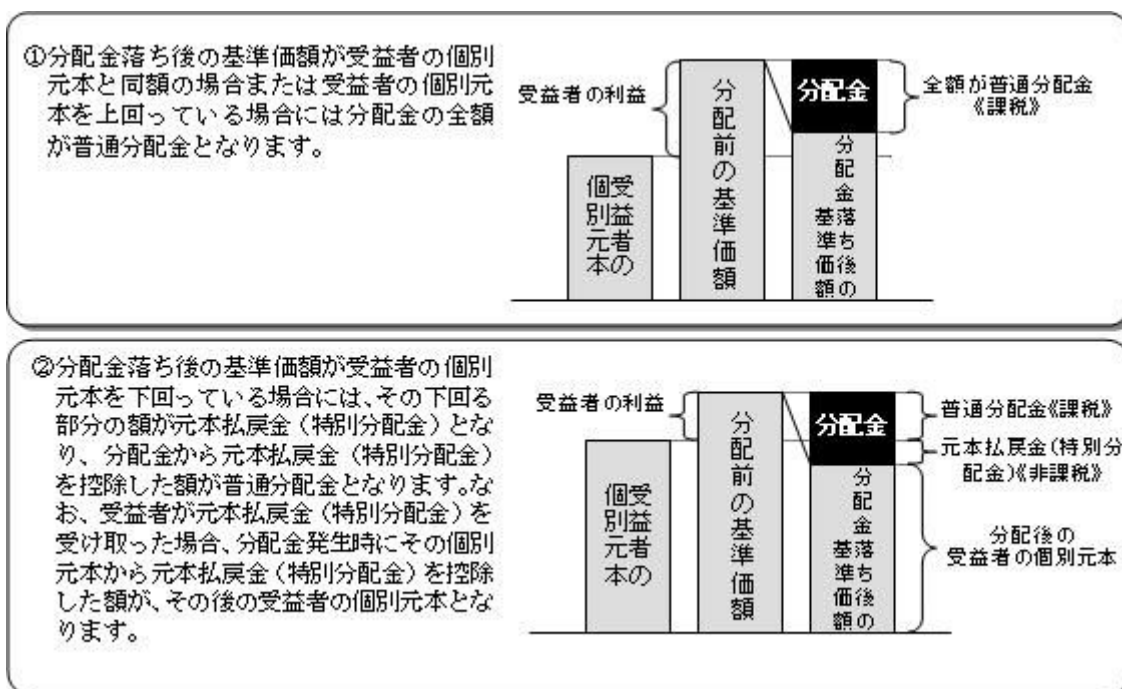 ①分配金落ち後の基準価額が受益者の個別
元本と同額の場合または受益者の個別元
本を上回っている場合には分配金の全額
が普通分配金となります。
受益者の利益
受益者の
個別元本
分配前の基準価額
分配金
分配金落ち後の
基準価額
全額が普通分配金
《課税》
②分配金落ち後の基準価額が受益者の個別
元本を下回っている場合には、その下回る
部分の額が元本払戻金(特別分配金)とな
り、分配金から元本払戻金(特別分配金)
を控除した額が普通分配金となります。な
お、受益者が元本払戻金(特別分配金)を
受け取った場合、分配金発生時にその個別
元本から元本払戻金(特別分配金)を控除
した額が、その後の受益者の個別元本とな
ります。
受益者の利益
受益者の
個別元本
分配前の基準価額
分配金
分配金落ち後の
基準価額
普通分配金《課税》
元本払戻金(特別分
配金)《非課税》
分配後の
受益者の個別元本